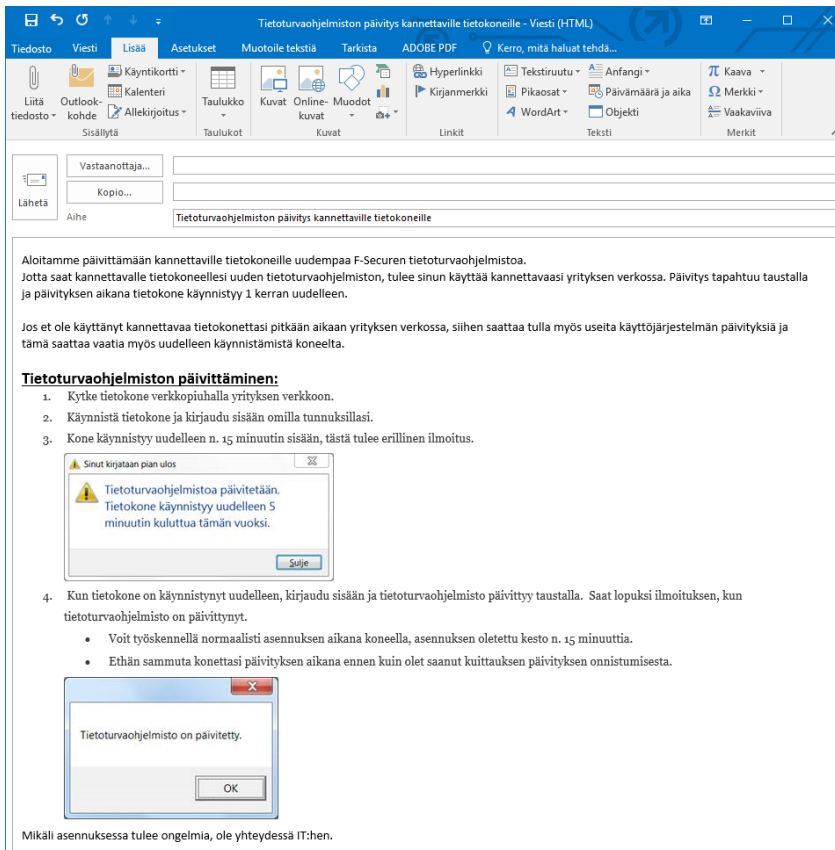 Tietoturvaohjelmiston päivitys kannettaville tietokoneille - Viesti (HTML)
Tiedosto Viesti Lisää Asetukset Muotoile tekstiä Tarkista ADOBE PDF Kerro, mitä haluat tehdä...
Liitä tiedosto
Outlook-kohde
Käyntikortti
Kalenteri
Allekirjoitus
Taulukko
Kuvat
Online-kuvat
Muodot
Hyperlinkki
Kirjanmerkki
Tekstiruutu
Pikaosat
WordArt
Anfangi
Päivämäärä ja aika
Objekti
Kaava
Merkki
Vaakaviiva
Sisällytä Taulukot Kuvat Linkit Teksti Merkit
Lähetä
Vastaanottaja...
Kopio...
Aihe Tietoturvaohjelmiston päivitys kannettaville tietokoneille
Aloitamme päivittämään kannettaville tietokoneille uudempaa F-Securen tietoturvaohjelmistoa.
Jotta saat kannettavalle tietokoneellesi uuden tietoturvaohjelmiston, tulee sinun käyttää kannettavaasi yrityksen verkossa. Päivitys tapahtuu taustalla
ja päivityksen aikana tietokone käynnistyy 1 kerran uudelleen.
Jos et ole käyttänyt kannettavaa tietokonettasi pitkään aikaan yrityksen verkossa, siihen saattaa tulla myös useita käyttöjärjestelmän päivityksiä ja
tämä saattaa vaatia myös uudelleen käynnistämistä koneelta.
Tietoturvaohjelmiston päivittäminen:
1. Kytke tietokone verkkopiuhalla yrityksen verkkoon.
2. Käynnistä tietokone ja kirjaudu sisään omilla tunnuksillasi.
3. Kone käynnistyy uudelleen n. 15 minuutin sisään, tästä tulee erillinen ilmoitus.
Sinut kirjataan pian ulos
Tietoturvaohjelmistoa päivitetään.
Tietokone käynnistyy uudelleen 5
minuutin kuluttua tämän vuoksi.
Sulje
4. Kun tietokone on käynnistynyt uudelleen, kirjaudu sisään ja tietoturvaohjelmisto päivittyy taustalla. Saat lopuksi ilmoituksen, kun
tietoturvaohjelmisto on päivittynyt.
• Voit työskennellä normaalisti asennuksen aikana koneella, asennuksen oletettu kesto n. 15 minuuttia.
• Ethän sammuta konettasi päivityksen aikana ennen kuin olet saanut kuittauksen päivityksen onnistumisesta.
Tietoturvaohjelmisto on päivitetty.
OK
Mikäli asennuksessa tulee ongelmia, ole yhteydessä IT:hen.